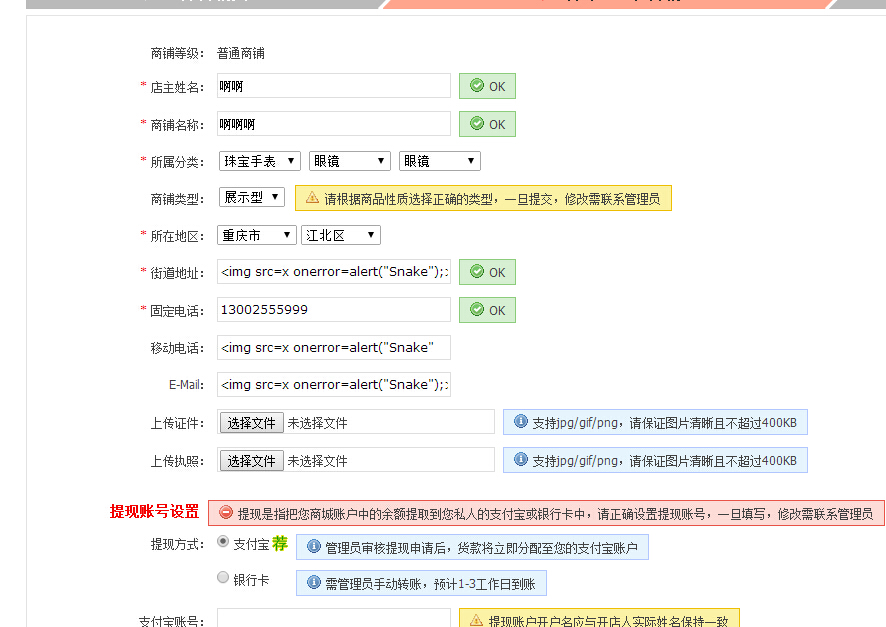 商铺等级： 普通商铺
* 店主姓名： 啊啊 OK
* 商铺名称： 啊啊啊 OK
* 所属分类： 珠宝手表 眼镜 眼镜
商铺类型： 展示型 请根据商品性质选择正确的类型，一旦提交，修改需联系管理员
* 所在地区： 重庆市 江北区
* 街道地址： <img src=x onerror=alert("Snake");: OK
* 固定电话： 13002555999 OK
移动电话： <img src=x onerror=alert("Snake"
E-Mail: <img src=x onerror=alert("Snake");:
上传证件： 选择文件 未选择文件 支持jpg/gif/png，请保证图片清晰且不超过400KB
上传执照： 选择文件 未选择文件 支持jpg/gif/png，请保证图片清晰且不超过400KB
提现账号设置 提现是指把您商城账户中的余额提取到您私人的支付宝或银行卡中，请正确设置提现账号，一旦填写，修改需联系管理员
提现方式： 支付宝 荐 管理员审核提现申请后，货款将立即分配至您的支付宝账户
银行卡 需管理员手动转账，预计1-3工作日到账
支付宝账号： 提现账户开户名应与开店人实际姓名保持一致